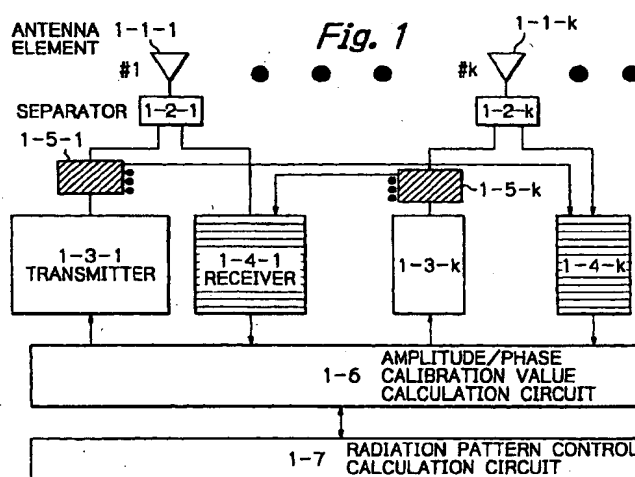 Fig. 1
ANTENNA
ELEMENT
1-1-1
1-1-k
#1
#k
SEPARATOR
1-2-1
1-2-k
1-5-1
1-5-k
1-3-1
TRANSMITTER
1-4-1
RECEIVER
1-3-k
1-4-k
1-6
AMPLITUDE/PHASE
CALIBRATION VALUE
CALCULATION CIRCUIT
1-7
RADIATION PATTERN CONTROL
CALCULATION CIRCUIT